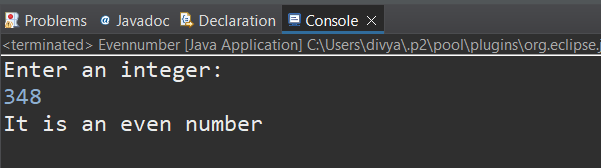 Problems @ Javadoc Declaration Console
<terminated> Evennumber [Java Application] C:\Users\divya\.p2\pool\plugins\org.eclipse.j
Enter an integer:
348
It is an even number